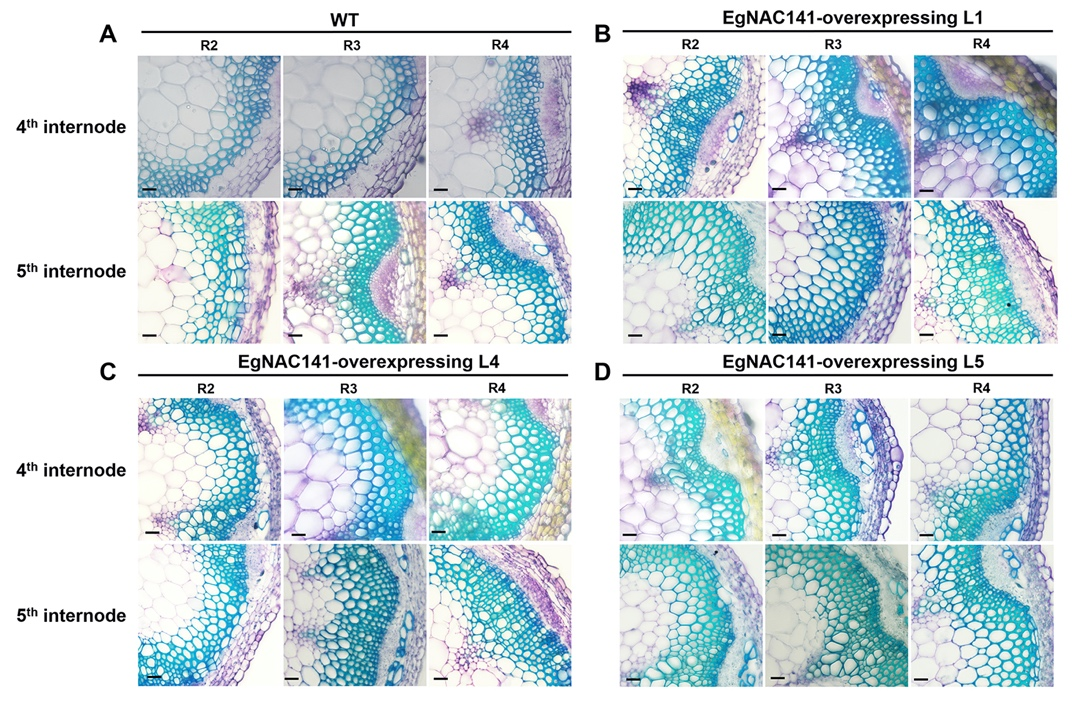 A
WT
R2 R3 R4
4th internode
5th internode
B
EgNAC141-overexpressing L1
R2 R3 R4
C
EgNAC141-overexpressing L4
R2 R3 R4
4th internode
5th internode
D
EgNAC141-overexpressing L5
R2 R3 R4